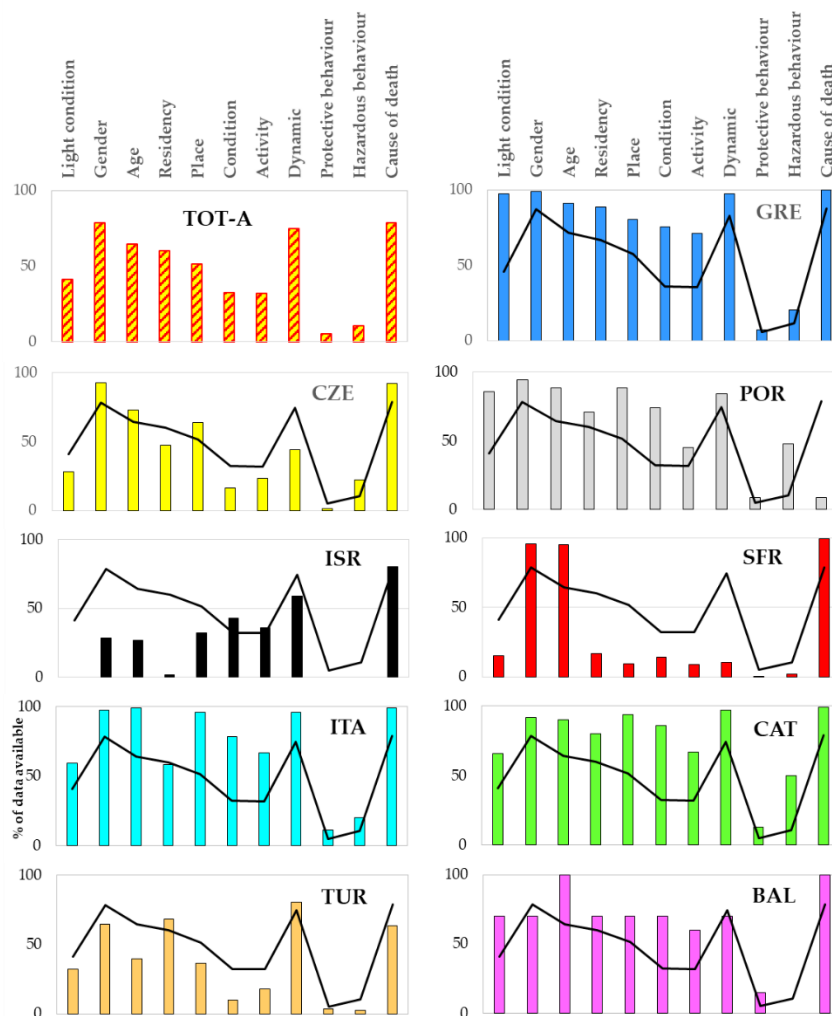 Light condition
Gender
Age
Residency
Place
Condition
Activity
Dynamic
Protective behaviour
Hazardous behaviour
Cause of death
Light condition
Gender
Age
Residency
Place
Condition
Activity
Dynamic
Protective behaviour
Hazardous behaviour
Cause of death
100
TOT-A
50
0
100
GRE
50
0
100
CZE
50
0
100
POR
50
0
100
ISR
50
0
100
SFR
50
0
100
ITA
50
0
% of data available
100
CAT
50
0
100
TUR
50
0
100
BAL
50
0